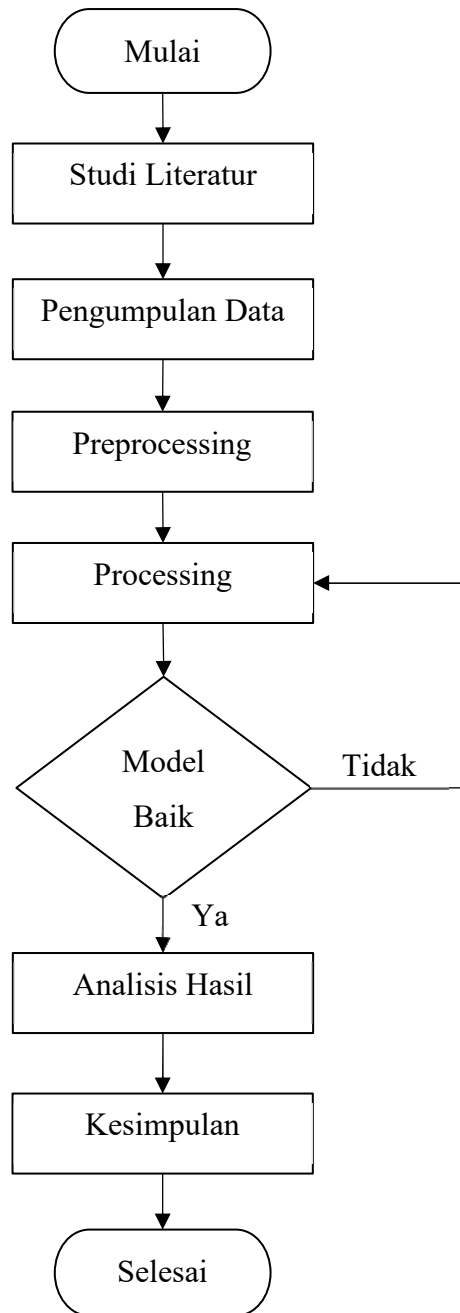 Mulai
Studi Literatur
Pengumpulan Data
Preprocessing
Processing
Model
Baik
Tidak
Ya
Analisis Hasil
Kesimpulan
Selesai